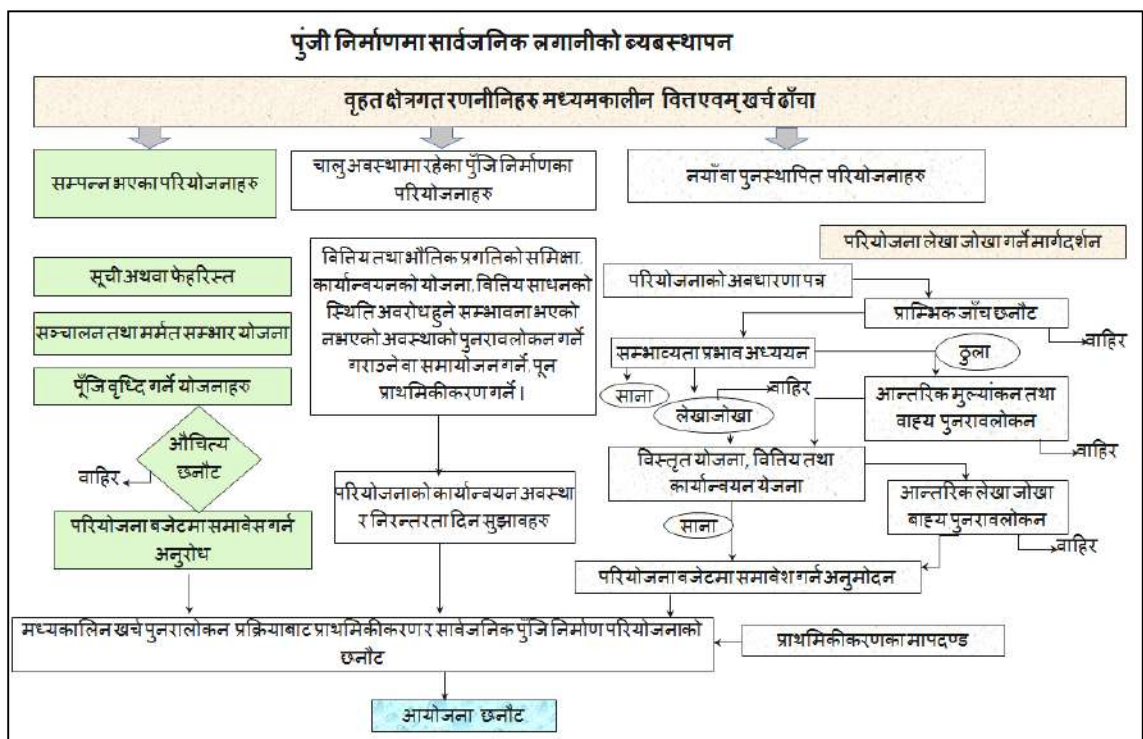 पुंजी निर्माणमा सार्वजनिक लगानीको ब्यबस्थापन
वृहत क्षेत्रगत रणनीनिहरु मध्यमकालीन वित्त एवम् खर्च ढाँचा
सम्पन्न भएका परियोजनाहरु
चालु अवस्थामा रहेका पुँजि निर्माणका
परियोजनाहरु
नयाँ वा पुनस्थापित परियोजनाहरु
सूची अथवा फेहरिस्त
सञ्चालन तथा मर्मत सम्भार योजना
पूँजि वृध्दि गर्ने योजनाहरु
औचित्य
छनौट
वाहिर
परियोजना बजेटमा समावेस गर्न
अनुरोध
वित्तिय तथा भौतिक प्रगतिको समिक्षा,
कार्यान्वयनको योजना, वित्तिय साधनको
स्थिति अवरोध हुने सम्भावना भएको
नभएको अवस्थाको पुनरावलोकन गर्ने
गराउने वा समायोजन गर्ने, पून
प्राथमिकीकरण गर्ने ।
परियोजनाको कार्यान्वयन अवस्था
र निरन्तरता दिन सुझावहरु
परियोजना लेखा जोखा गर्ने मार्गदर्शन
परियोजनाको अवधारणा पत्र
प्राम्भिक जाँच छनौट
वाहिर
सम्भाव्यता प्रभाव अध्ययन
ठुला
साना
वाहिर
लेखाजोखा
आन्तरिक मुल्यांकन तथा
वाह्य पुनरावलोकन
वाहिर
विस्तृत योजना, वित्तिय तथा
कार्यान्वयन येजना
आन्तरिक लेखा जोखा
बाह्य पुनरावलोकन
साना
वाहिर
परियोजना वजेटमा समावेश गर्न अनुमोदन
मध्यकालिन खर्च पुनरालोकन प्रक्रियाबाट प्राथमिकीकरण र सार्वजनिक पुँजि निर्माण परियोजनाको
छनौट
प्राथमिकीकरणका मापदण्ड
आयोजना छनौट